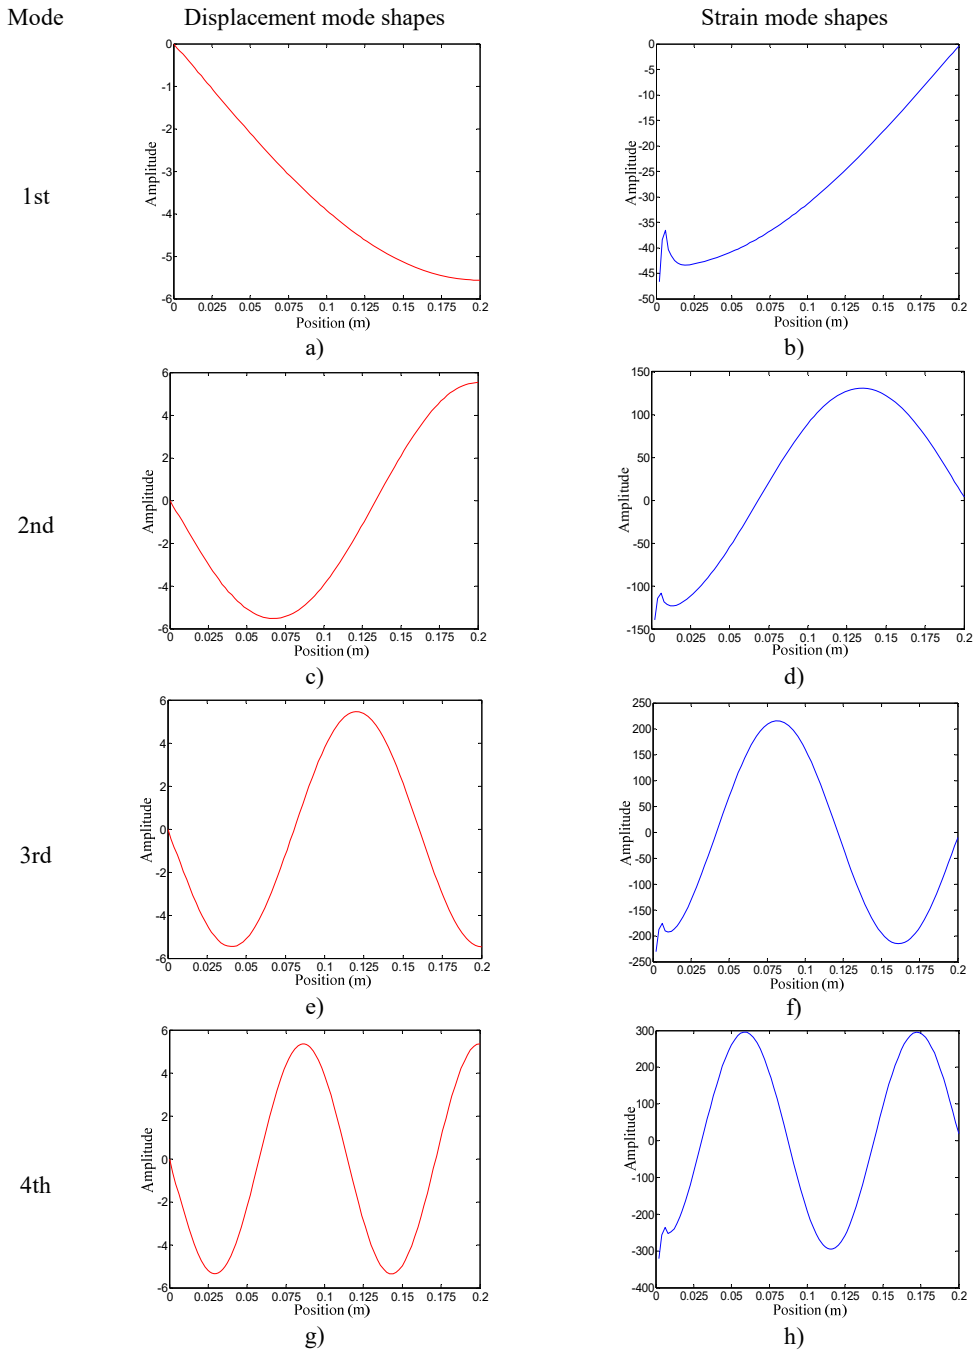 Mode Displacement mode shapes Strain mode shapes
1st
Amplitude
0
-1
-2
-3
-4
-5
-6
0 0.025 0.05 0.075 0.1 0.125 0.15 0.175 0.2
Position (m)
a)
Amplitude
0
-5
-10
-15
-20
-25
-30
-35
-40
-45
-50
0 0.025 0.05 0.075 0.1 0.125 0.15 0.175 0.2
Position (m)
b)
2nd
Amplitude
6
4
2
0
-2
-4
-6
0 0.025 0.05 0.075 0.1 0.125 0.15 0.175 0.2
Position (m)
c)
Amplitude
150
100
50
0
-50
-100
-150
0 0.025 0.05 0.075 0.1 0.125 0.15 0.175 0.2
Position (m)
d)
3rd
Amplitude
6
4
2
0
-2
-4
-6
0 0.025 0.05 0.075 0.1 0.125 0.15 0.175 0.2
Position (m)
e)
Amplitude
250
200
150
100
50
0
-50
-100
-150
-200
-250
0 0.025 0.05 0.075 0.1 0.125 0.15 0.175 0.2
Position (m)
f)
4th
Amplitude
6
4
2
0
-2
-4
-6
0 0.025 0.05 0.075 0.1 0.125 0.15 0.175 0.2
Position (m)
g)
Amplitude
300
200
100
0
-100
-200
-300
-400
0 0.025 0.05 0.075 0.1 0.125 0.15 0.175 0.2
Position (m)
h)